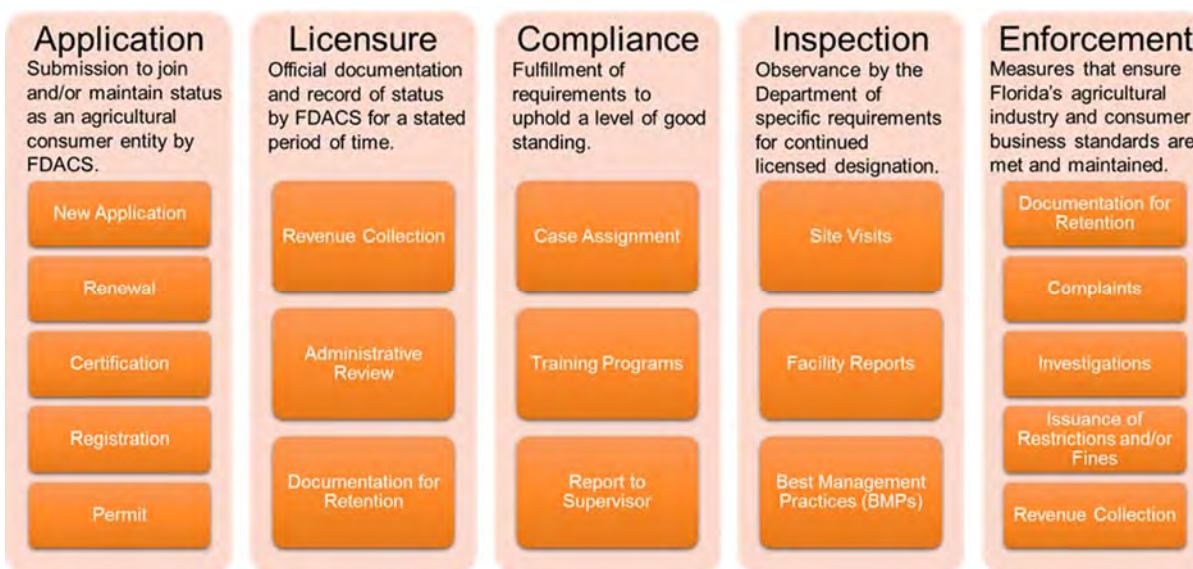 Application
Submission to join
and/or maintain status
as an agricultural
consumer entity by
FDACS.
New Application
Renewal
Certification
Registration
Permit
Licensure
Official documentation
and record of status
by FDACS for a stated
period of time.
Revenue Collection
Administrative
Review
Documentation for
Retention
Compliance
Fulfillment of
requirements to
uphold a level of good
standing.
Case Assignment
Training Programs
Report to
Supervisor
Inspection
Observance by the
Department of
specific requirements
for continued
licensed designation.
Site Visits
Facility Reports
Best Management
Practices (BMPs)
Enforcement
Measures that ensure
Florida's agricultural
industry and consumer
business standards are
met and maintained.
Documentation for
Retention
Complaints
Investigations
Issuance of
Restrictions and/or
Fines
Revenue Collection